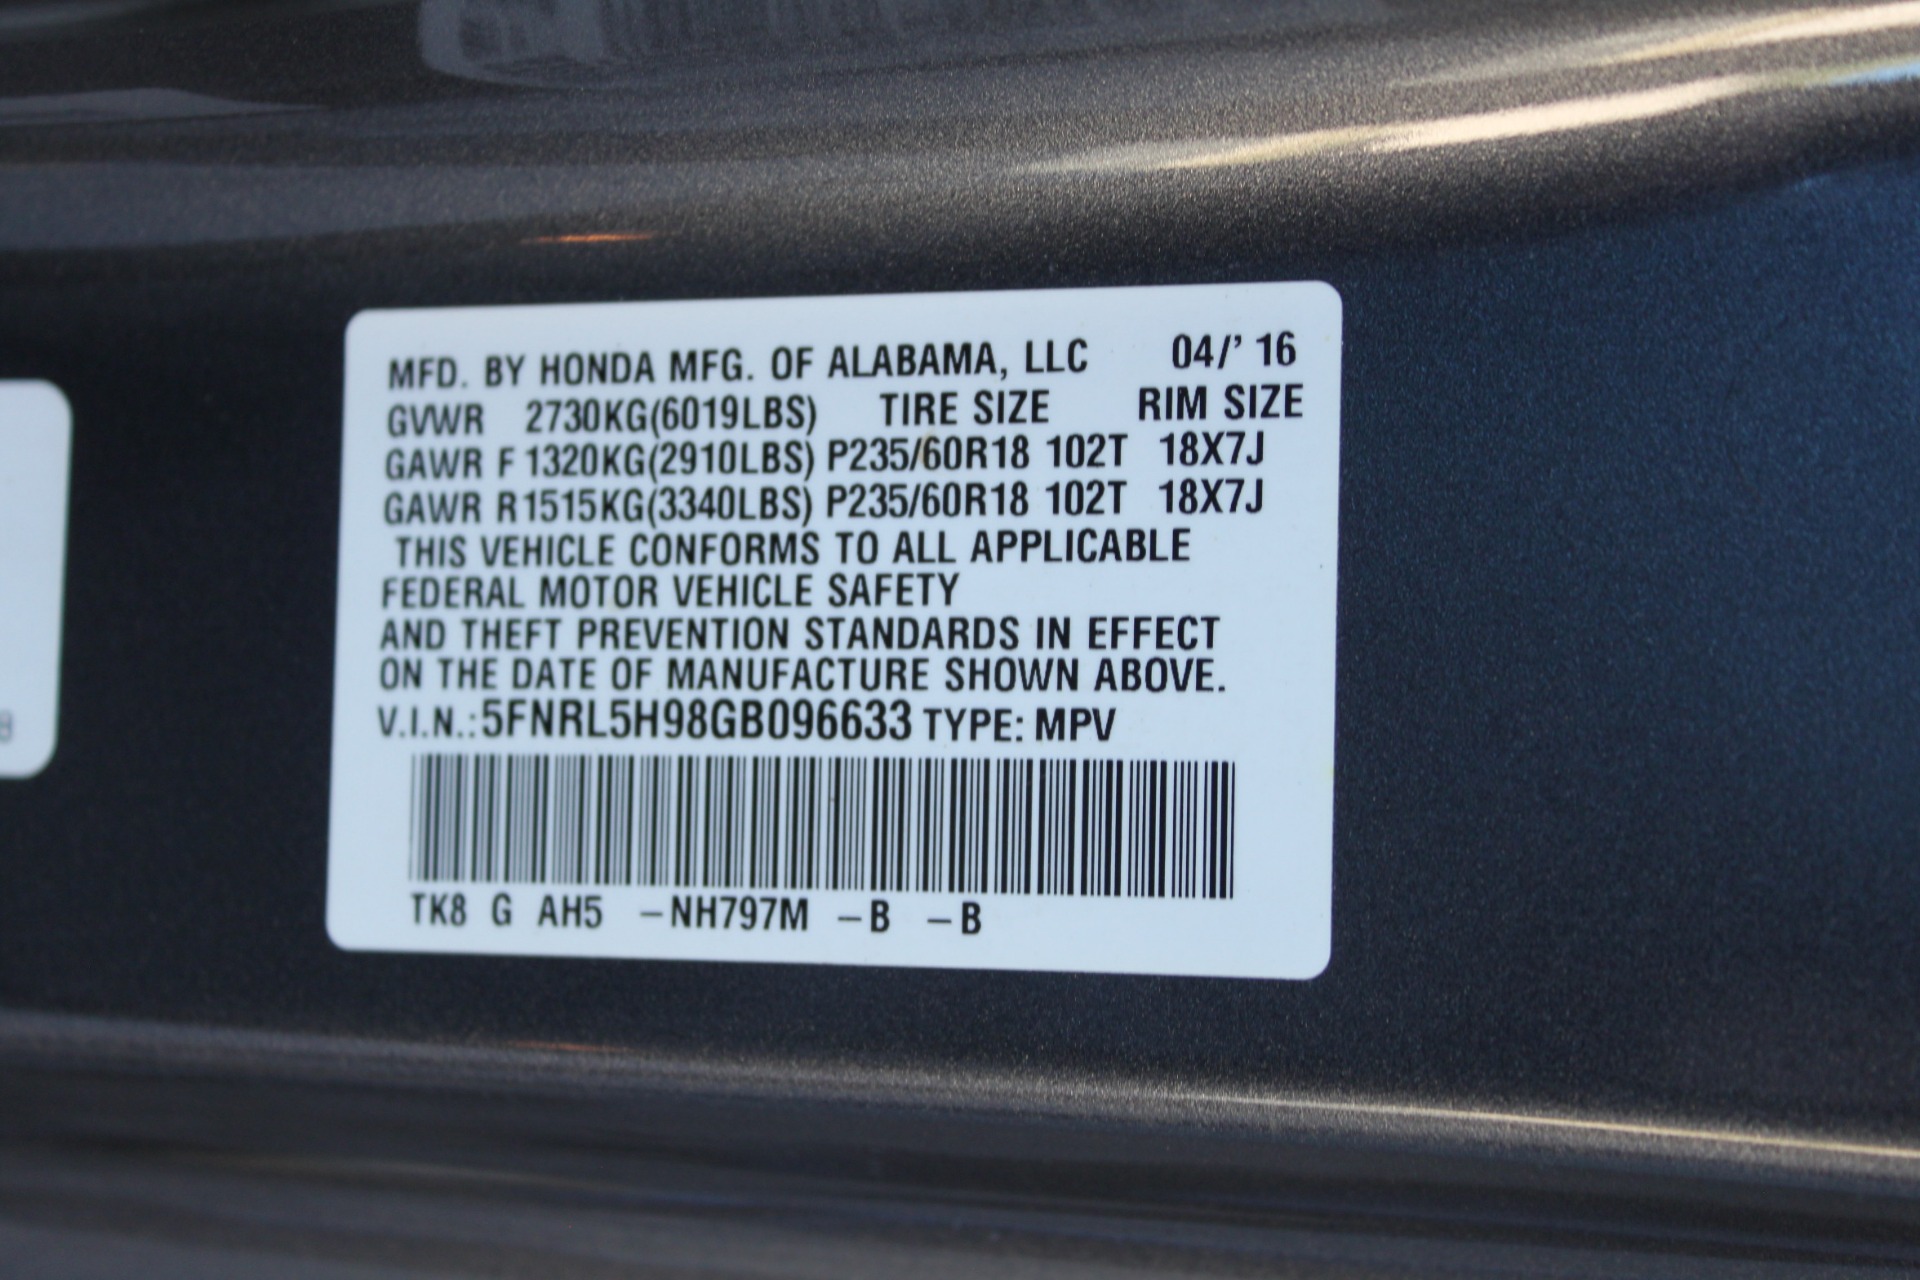 MFD. BY HONDA MFG. OF ALABAMA, LLC 04/' 16
GVWR 2730KG(6019LBS) TIRE SIZE RIM SIZE
GAWR F 1320KG(2910LBS) P235/60R18 102T 18X7J
GAWR R 1515KG(3340LBS) P235/60R18 102T 18X7J
THIS VEHICLE CONFORMS TO ALL APPLICABLE
FEDERAL MOTOR VEHICLE SAFETY
AND THEFT PREVENTION STANDARDS IN EFFECT
ON THE DATE OF MANUFACTURE SHOWN ABOVE.
V.I.N.: 5FNRL5H98GB096633 TYPE: MPV
TK8 G AH5 –NH797M –B –B